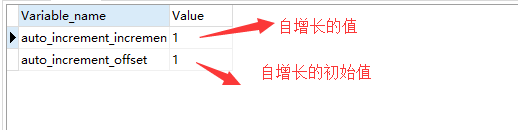 Variable_name Value
auto_increment_incremen 1
自增长的值
auto_increment_offset 1
自增长的初始值